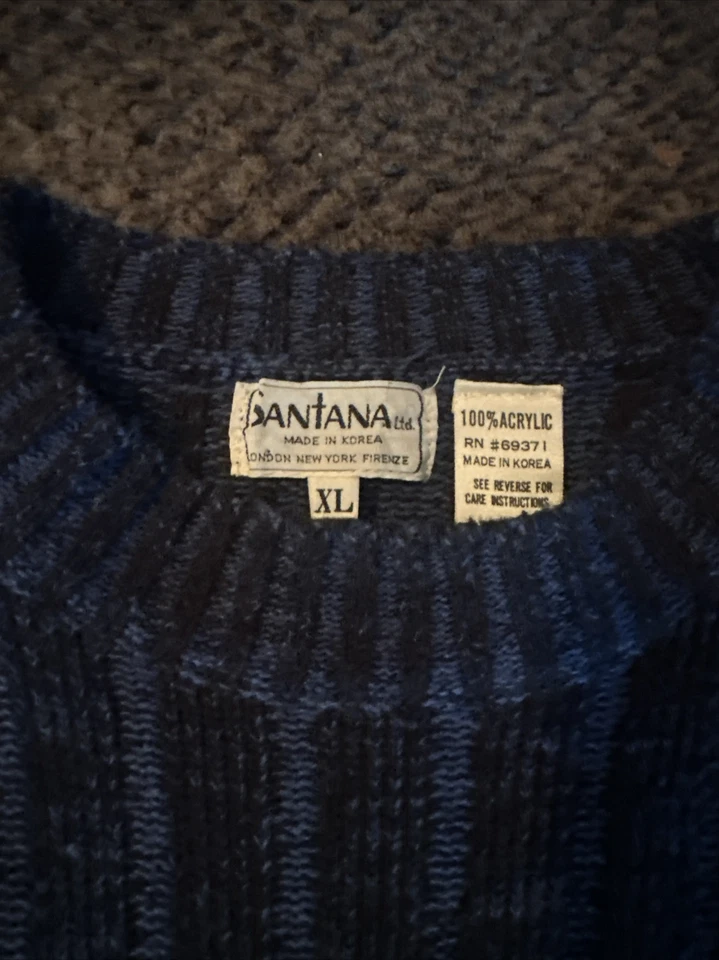 SANTANA Ltd.
MADE IN KOREA
LONDON NEW YORK FIRENZE
XL
100% ACRYLIC
RN #69371
MADE IN KOREA
SEE REVERSE FOR
CARE INSTRUCTIONS